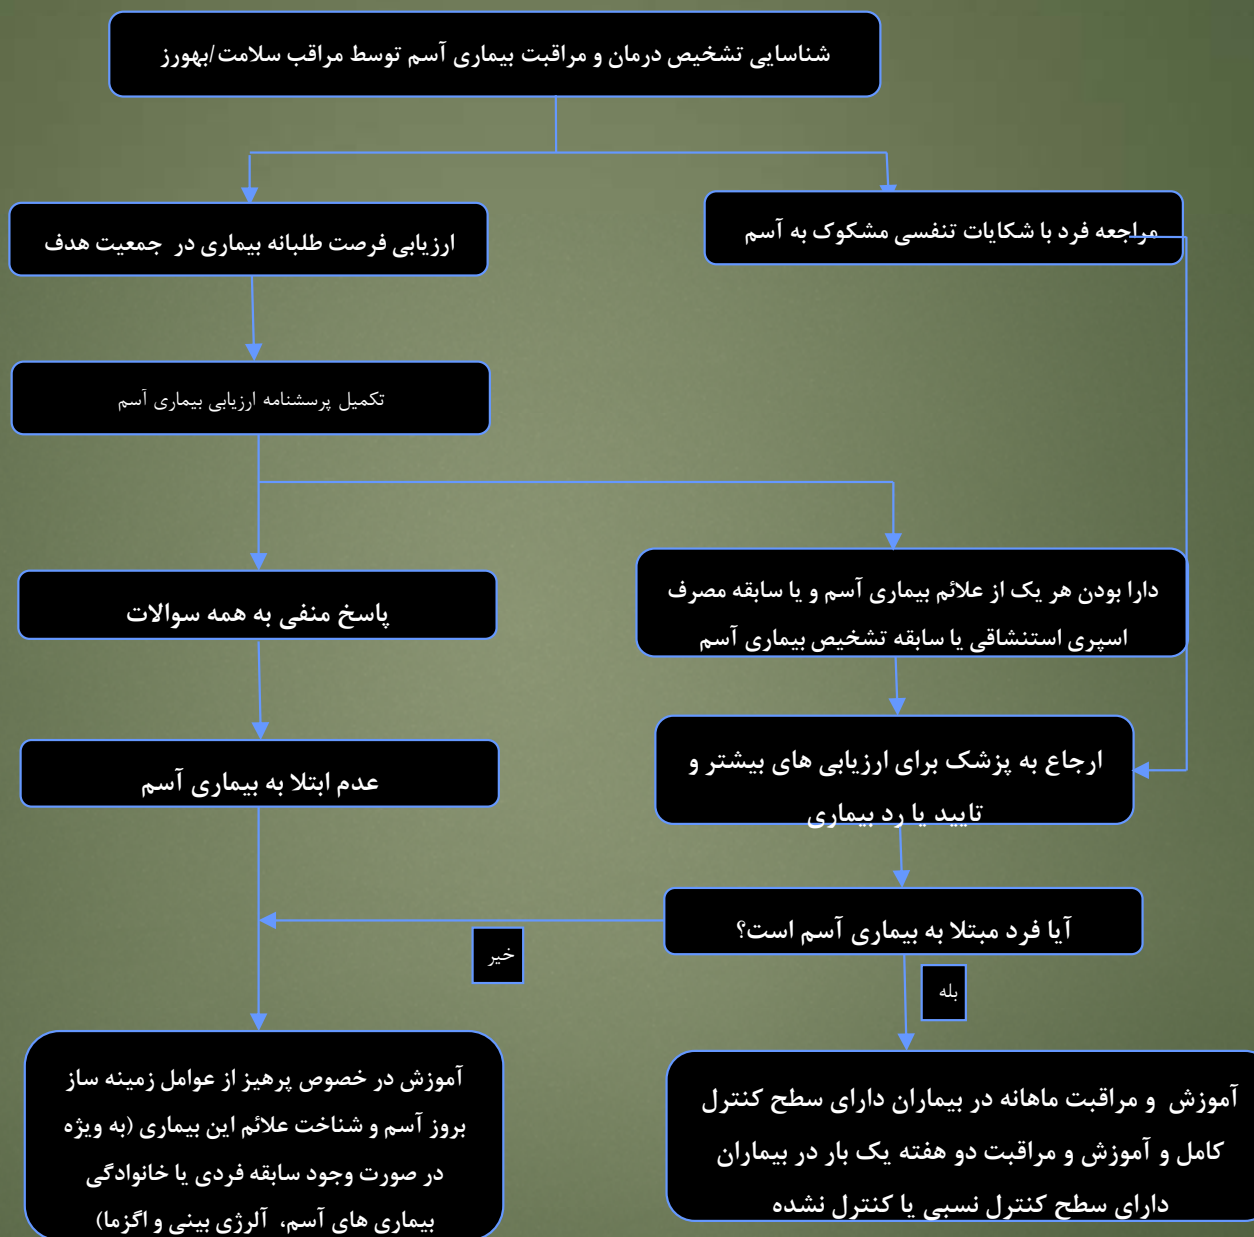 شناسایی تشخیص درمان و مراقبت بیماری آسم توسط مراقب سلامت/بهورز
مراجعه فرد با شکایات تنفسی مشکوک به آسم
ارزیابی فرصت طلبانه بیماری در جمعیت هدف
تکمیل پرسشنامه ارزیابی بیماری آسم
دارا بودن هر یک از علائم بیماری آسم و یا سابقه مصرف
اسپری استنشاقی یا سابقه تشخیص بیماری آسم
پاسخ منفی به همه سوالات
ارجاع به پزشک برای ارزیابی های بیشتر و
تایید یا رد بیماری
عدم ابتلا به بیماری آسم
آیا فرد مبتلا به بیماری آسم است؟
خیر
بله
آموزش و مراقبت ماهانه در بیماران دارای سطح کنترل
کامل و آموزش و مراقبت دو هفته یک بار در بیماران
دارای سطح کنترل نسبی یا کنترل نشده
آموزش در خصوص پرهیز از عوامل زمینه ساز
بروز آسم و شناخت علائم این بیماری (به ویژه
در صورت وجود سابقه فردی یا خانوادگی
بیماری های آسم، آلرژی بینی و اگزما)